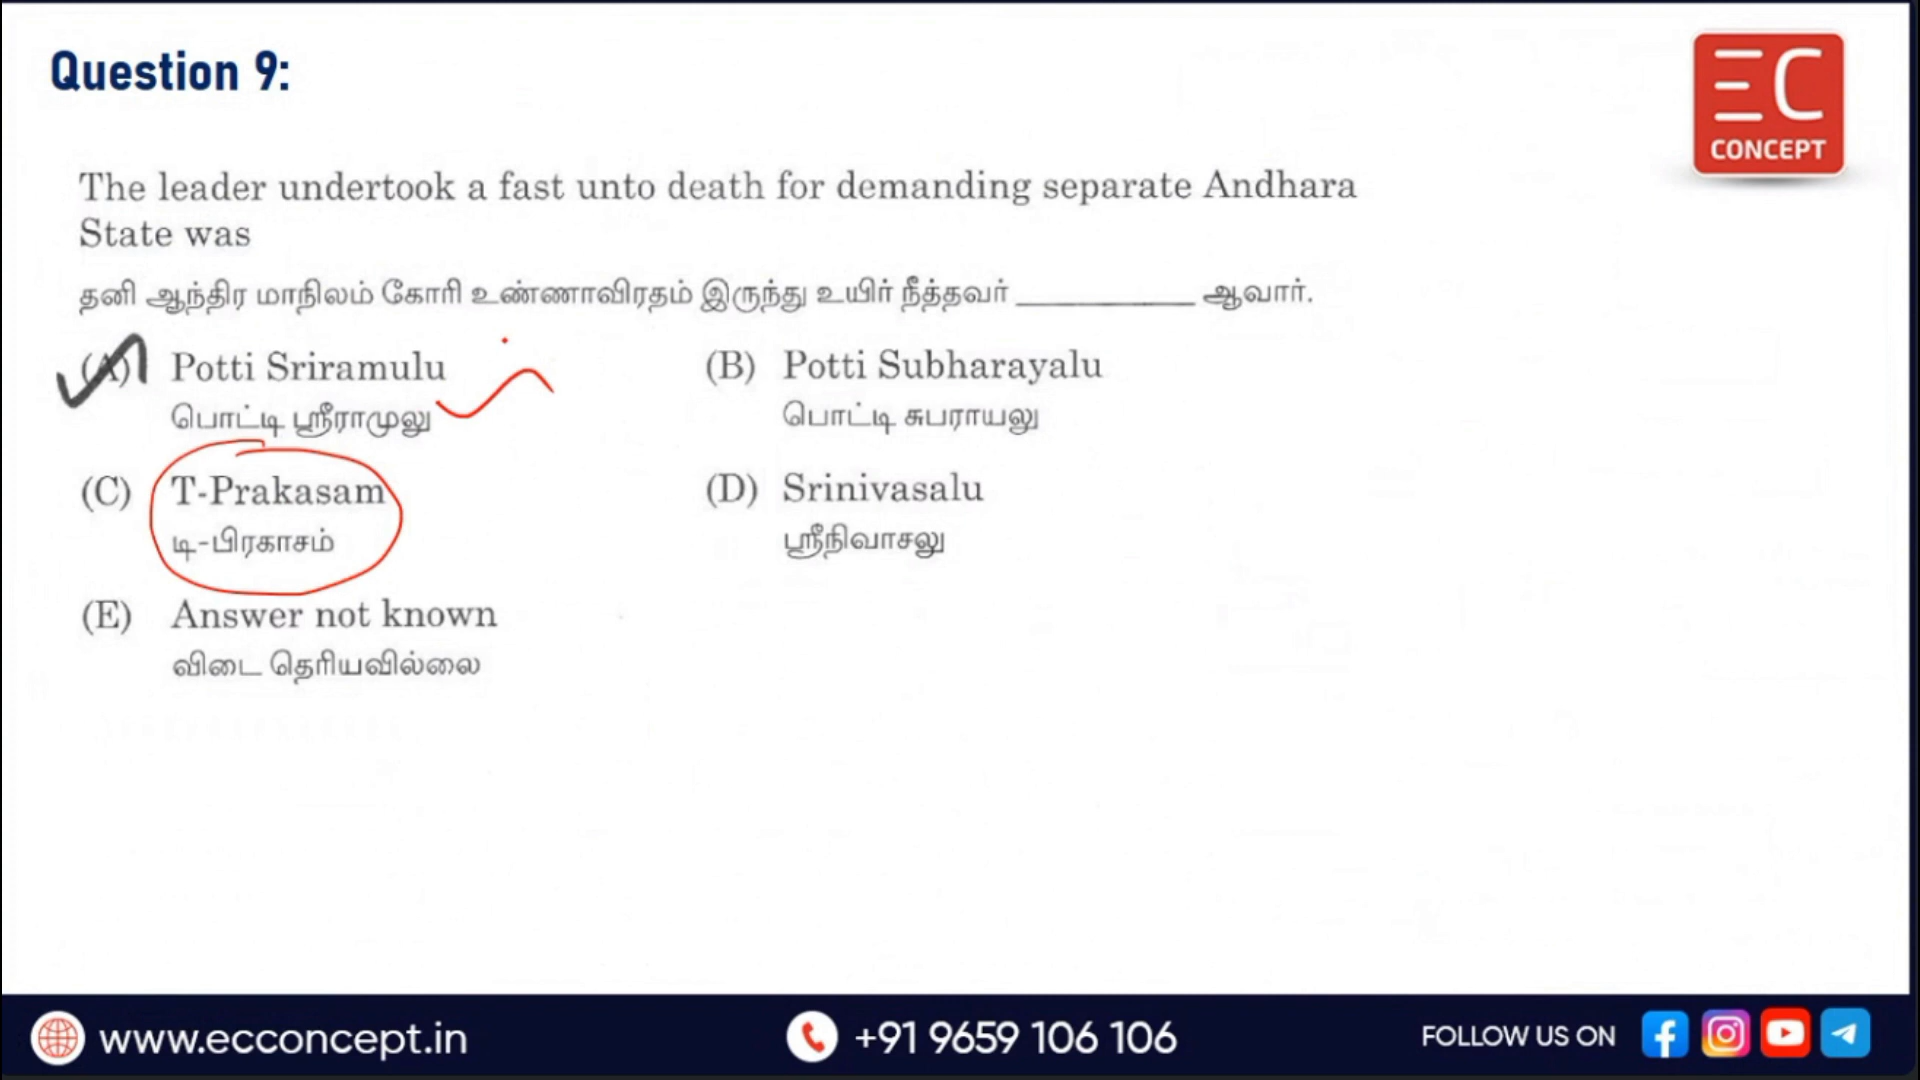 Question 9:
EC
CONCEPT
The leader undertook a fast unto death for demanding separate Andhara
State was
தனி ஆந்திர மாநிலம் கோரி உண்ணாவிரதம் இருந்து உயிர் நீத்தவர் __________ ஆவார்.
(A) Potti Sriramulu
பொட்டி ஸ்ரீராமுலு
(B) Potti Subharayalu
பொட்டி சுபராயலு
(C) T-Prakasam
டி-பிரகாசம்
(D) Srinivasalu
ஸ்ரீநிவாசலு
(E) Answer not known
விடை தெரியவில்லை
www.ecconcept.in
+91 9659 106 106
FOLLOW US ON